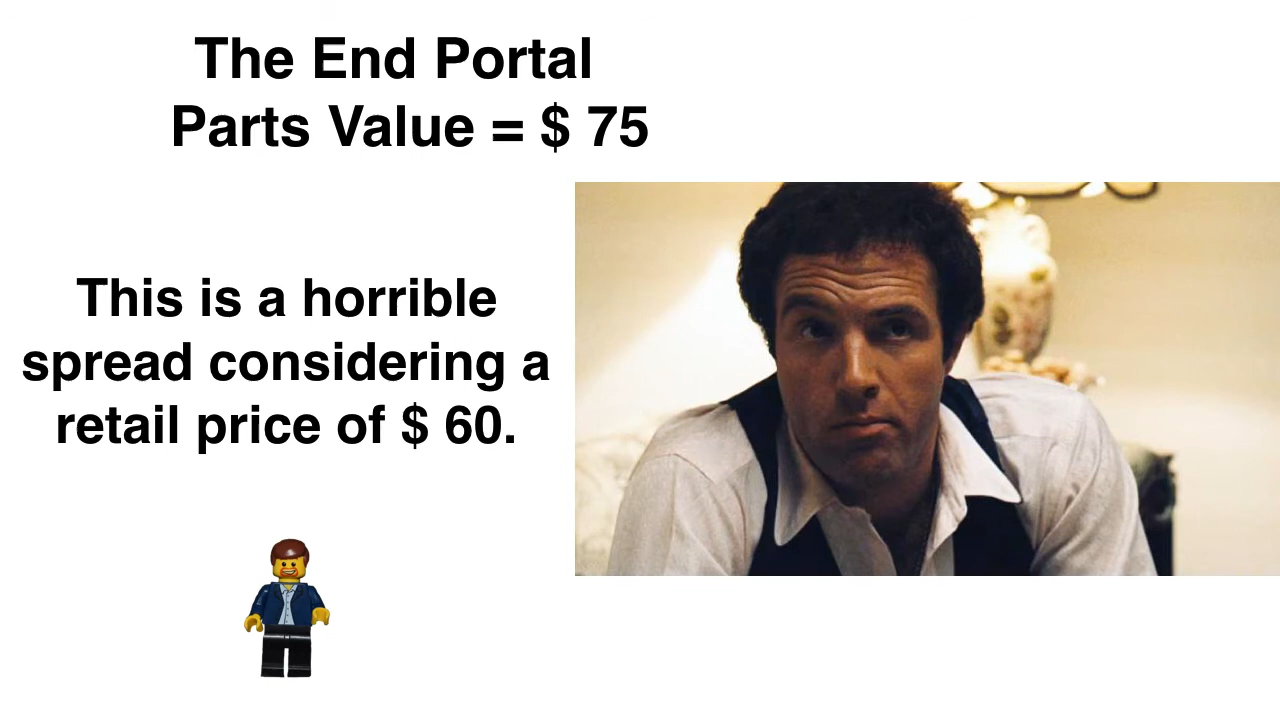 The End Portal
Parts Value = $ 75
This is a horrible
spread considering a
retail price of $ 60.